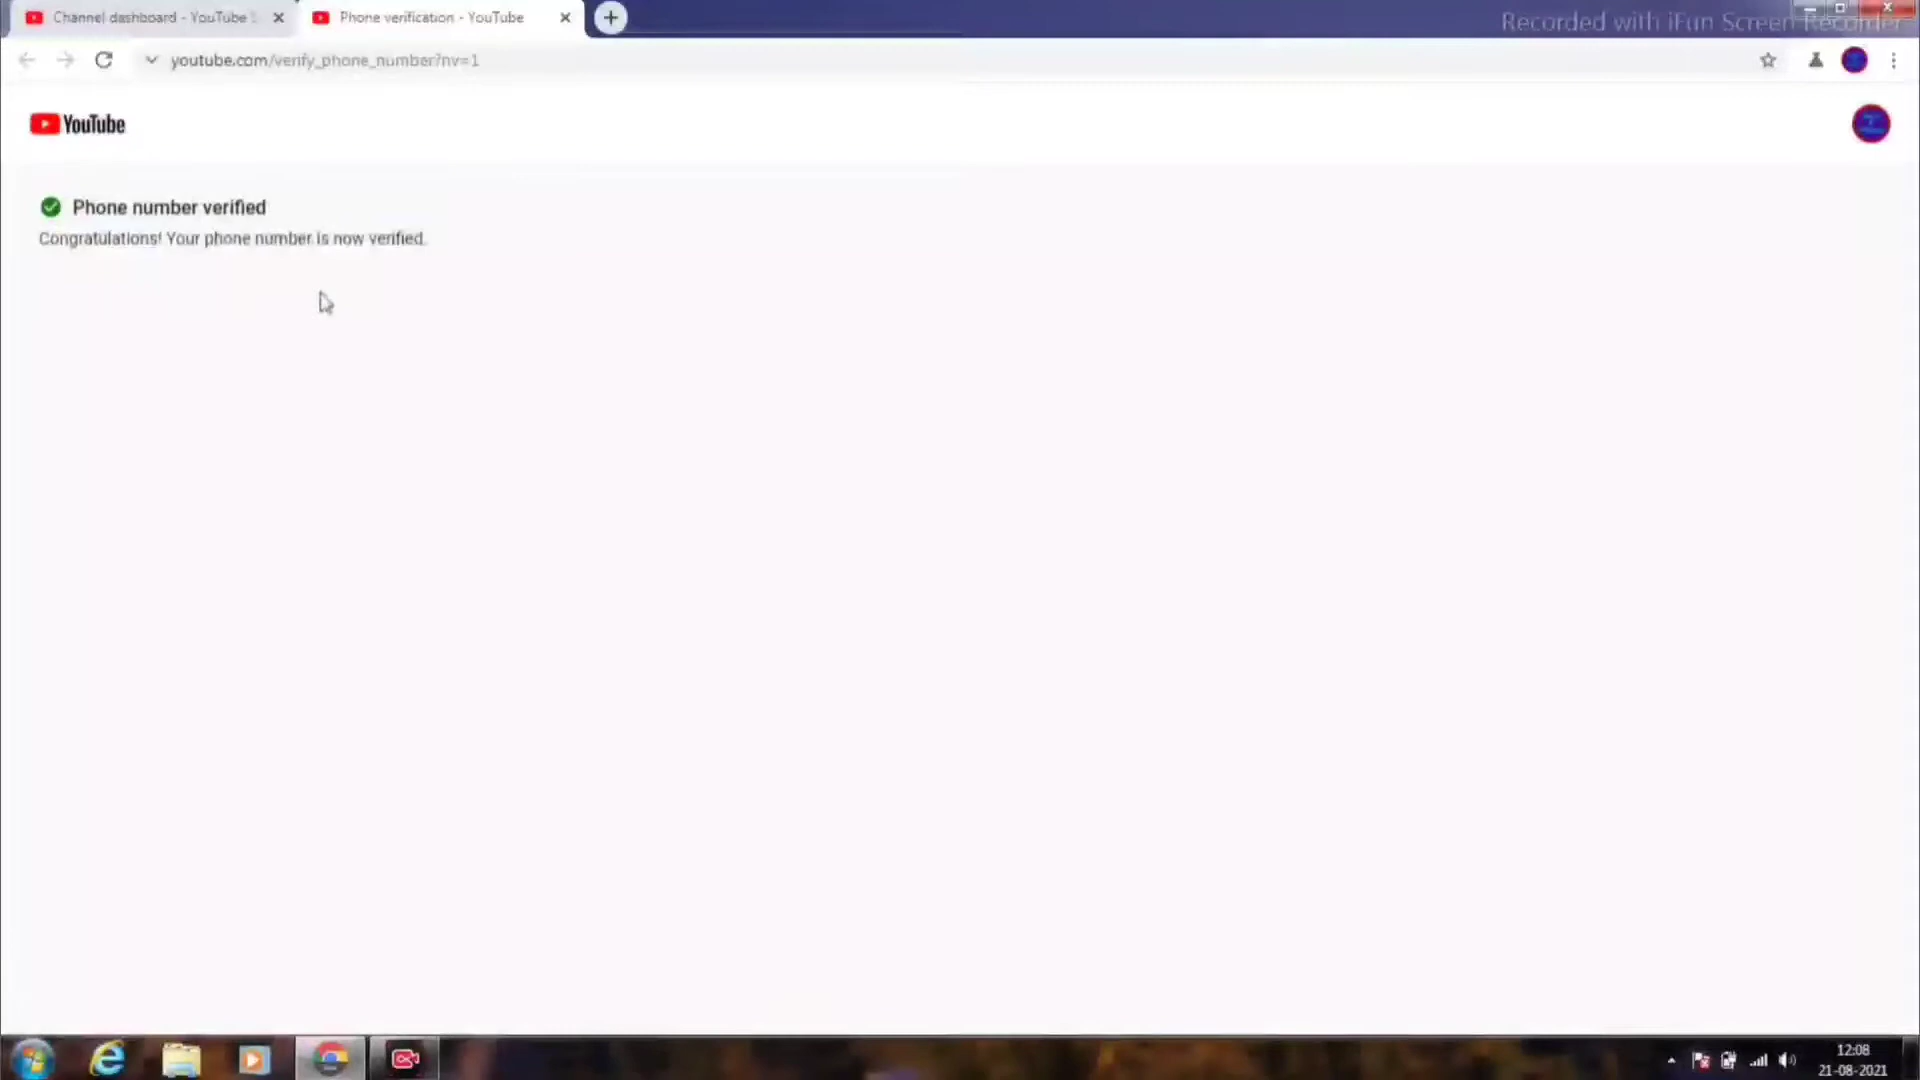 Channel dashboard - YouTube
Phone verification - YouTube
Recorded with iFun Screen Recorder
youtube.com/verify_phone_number?nv=1
YouTube
Phone number verified
Congratulations! Your phone number is now verified.
12:08
21-08-2021